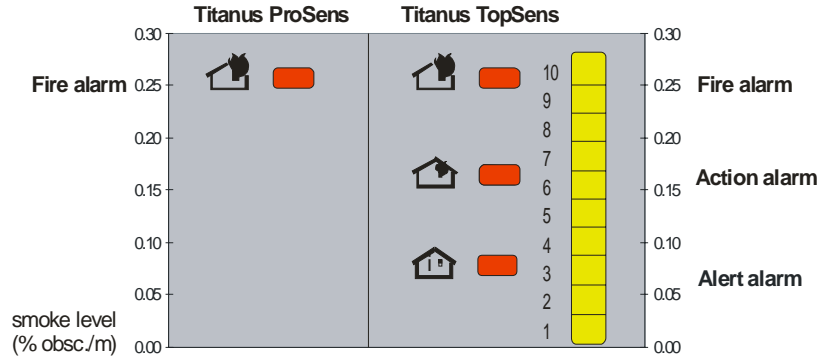 Titanus ProSens Titanus TopSens
0.30 0.30
Fire alarm 0.25 10 0.25 Fire alarm
9
0.20 8 0.20
7
Action alarm
0.15 6 0.15
5
0.10 4 0.10
3 Alert alarm
0.05 2 0.05
smoke level 1
(% obsc./m) 0.00 0.00